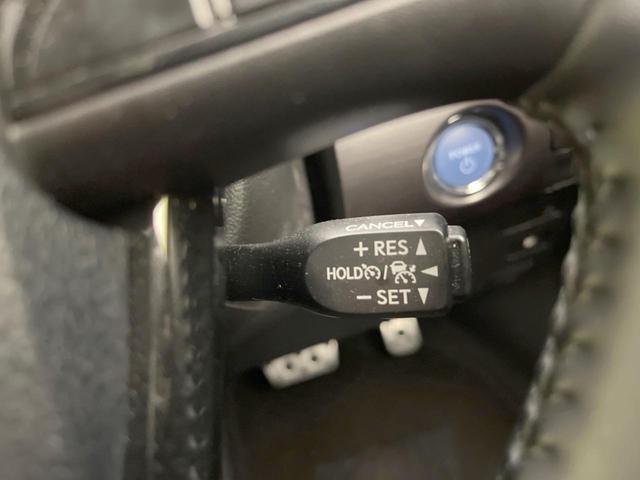 POWER
CANCEL▼
+ RES ▲
HOLD / ◀
− SET ▼